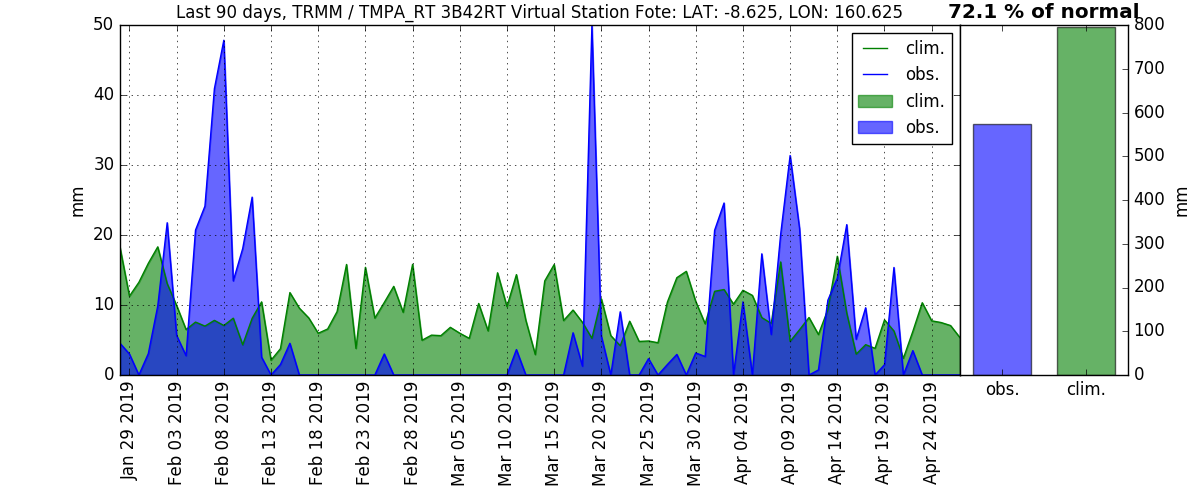 Last 90 days, TRMM / TMPA_RT 3B42RT Virtual Station Fote: LAT: -8.625, LON: 160.625
72.1 % of normal
50
40
30
20
10
0
mm
clim.
obs.
clim.
obs.
800
700
600
500
400
300
200
100
0
mm
obs.
clim.
Jan 29 2019
Feb 03 2019
Feb 08 2019
Feb 13 2019
Feb 18 2019
Feb 23 2019
Feb 28 2019
Mar 05 2019
Mar 10 2019
Mar 15 2019
Mar 20 2019
Mar 25 2019
Mar 30 2019
Apr 04 2019
Apr 09 2019
Apr 14 2019
Apr 19 2019
Apr 24 2019